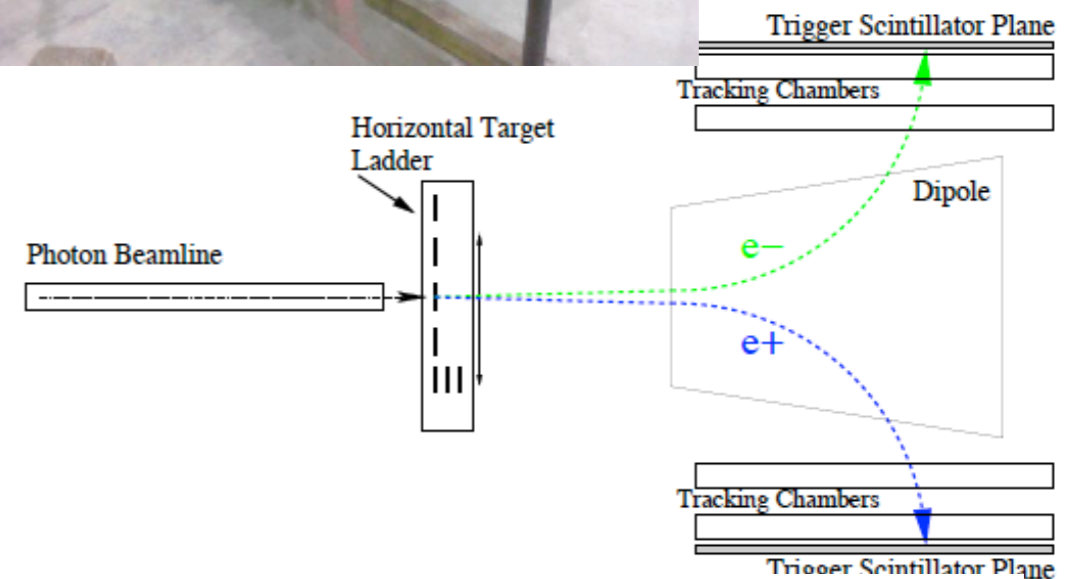 Trigger Scintillator Plane
Tracking Chambers
Horizontal Target
Ladder
Dipole
Photon Beamline
e−
e+
Tracking Chambers
Trigger Scintillator Plane